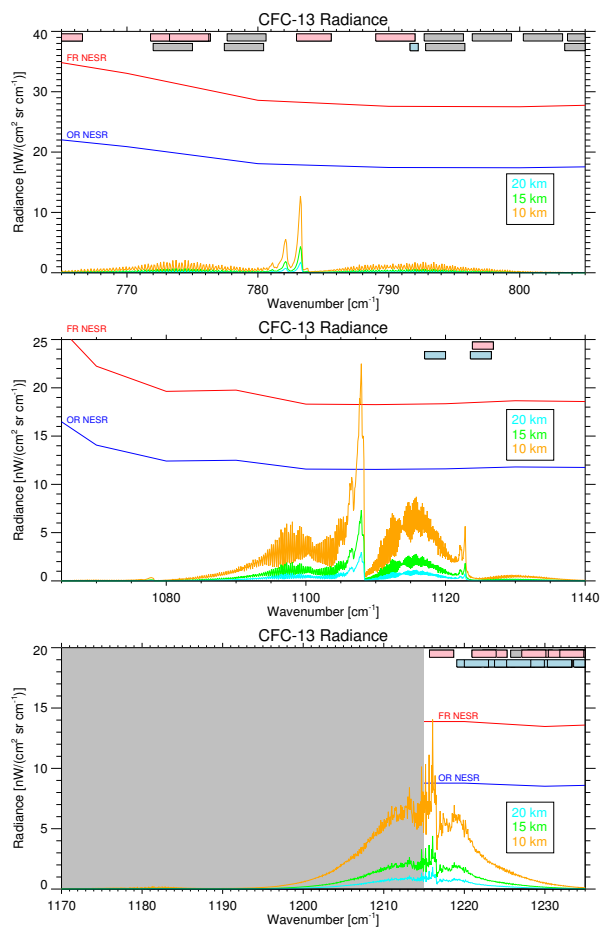 CFC-13 Radiance
Radiance [nW/(cm² sr cm⁻¹)]
40
30
20
10
0
FR NESR
OR NESR
20 km
15 km
10 km
770
780
790
800
Wavenumber [cm⁻¹]
CFC-13 Radiance
Radiance [nW/(cm² sr cm⁻¹)]
FR NESR
25
20
15
10
5
0
OR NESR
20 km
15 km
10 km
1080
1100
1120
1140
Wavenumber [cm⁻¹]
CFC-13 Radiance
Radiance [nW/(cm² sr cm⁻¹)]
20
15
10
5
0
FR NESR
OR NESR
20 km
15 km
10 km
1170
1180
1190
1200
1210
1220
1230
Wavenumber [cm⁻¹]